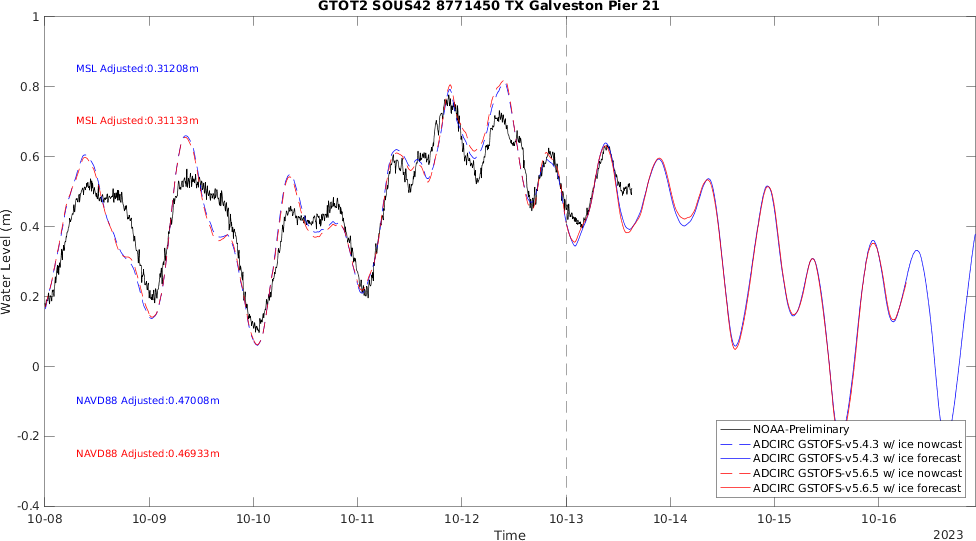 GTOT2 SOUS42 8771450 TX Galveston Pier 21
1
0.8
0.6
0.4
0.2
0
-0.2
-0.4
Water Level (m)
MSL Adjusted:0.31208m
MSL Adjusted:0.31133m
NAVD88 Adjusted:0.47008m
NAVD88 Adjusted:0.46933m
NOAA-Preliminary
ADCIRC GSTOFS-v5.4.3 w/ ice nowcast
ADCIRC GSTOFS-v5.4.3 w/ ice forecast
ADCIRC GSTOFS-v5.6.5 w/ ice nowcast
ADCIRC GSTOFS-v5.6.5 w/ ice forecast
10-08 10-09 10-10 10-11 10-12 10-13 10-14 10-15 10-16
Time
2023